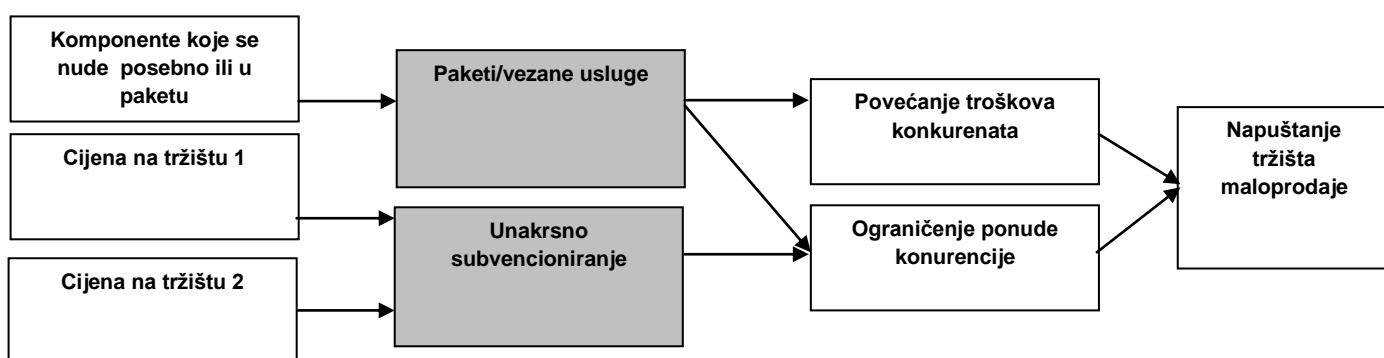 Komponente koje se
nude posebno ili u
paketu
Cijena na tržištu 1
Cijena na tržištu 2
Paketi/vezane usluge
Unakrsno
subvencioniranje
Povećanje troškova
konkurenata
Ograničenje ponude
konurencije
Napuštanje
tržišta
maloprodaje